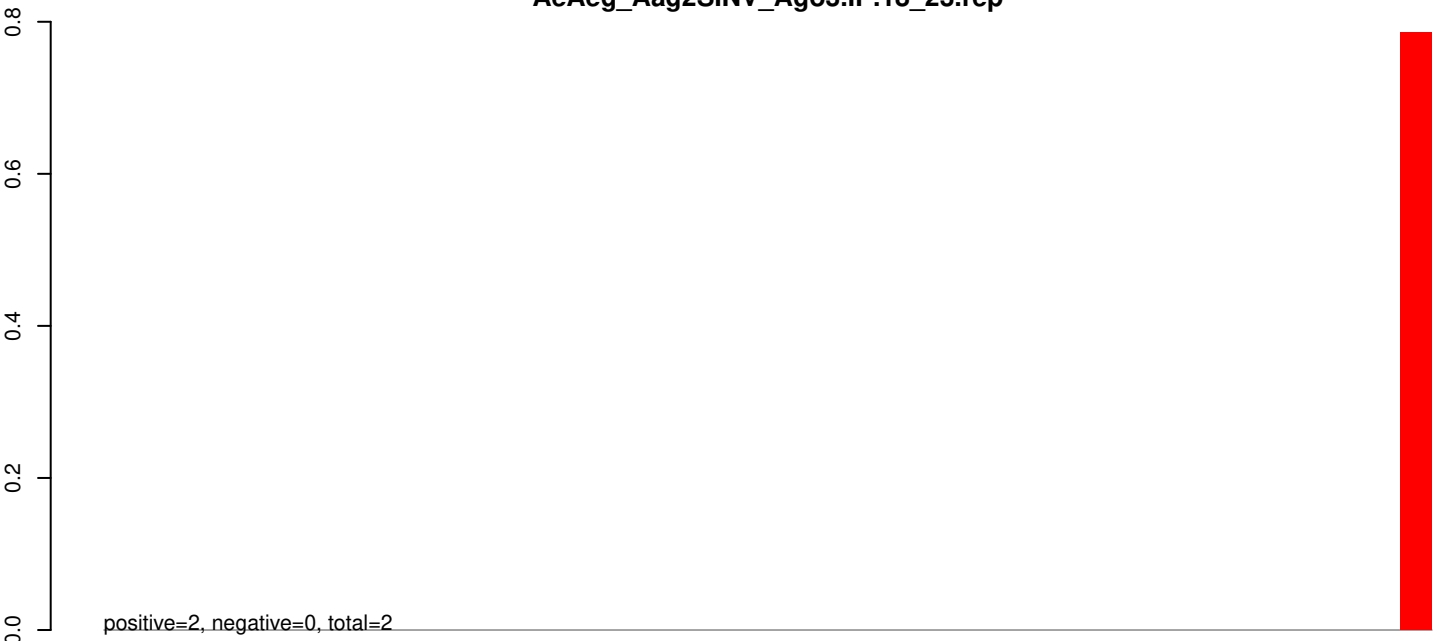 AeAeg_Aag2SINV_Ago3.IP.18_23.rep
0.8
0.6
0.4
0.2
0.0
positive=2, negative=0, total=2